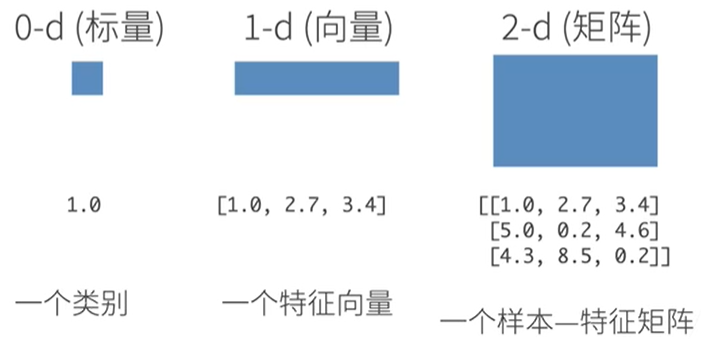 0-d (标量)
1-d (向量)
2-d (矩阵)
1.0
[1.0, 2.7, 3.4]
[[1.0, 2.7, 3.4]
[5.0, 0.2, 4.6]
[4.3, 8.5, 0.2]]
一个类别
一个特征向量
一个样本—特征矩阵